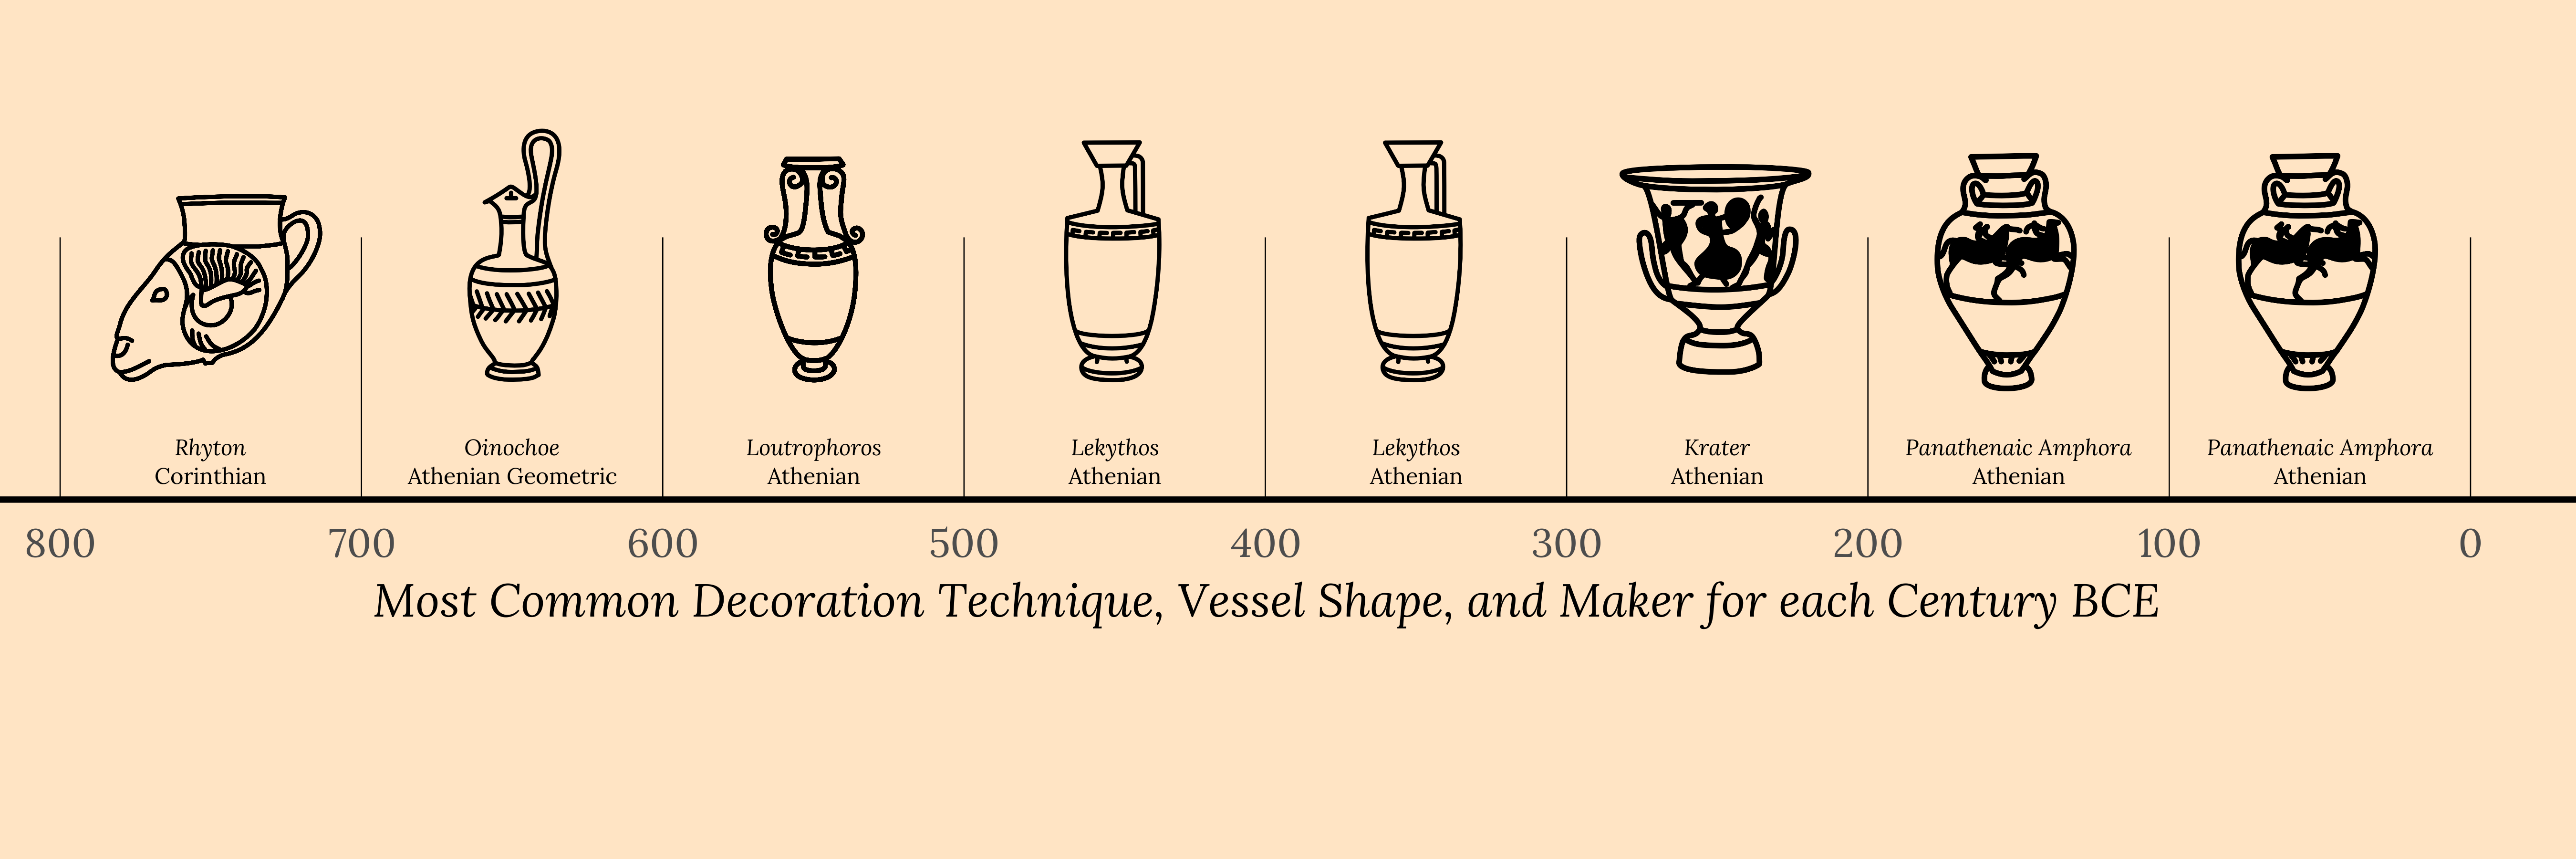 Rhyton
Corinthian
Oinochoe
Athenian Geometric
Loutrophoros
Athenian
Lekythos
Athenian
Lekythos
Athenian
Krater
Athenian
Panathenaic Amphora
Athenian
Panathenaic Amphora
Athenian
800 700 600 500 400 300 200 100 0
Most Common Decoration Technique, Vessel Shape, and Maker for each Century BCE